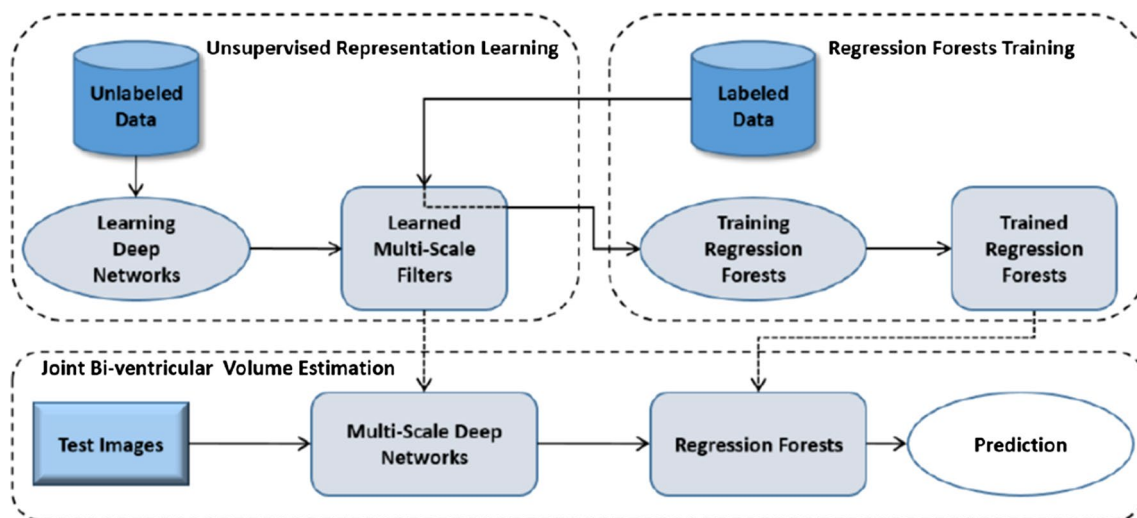 Unsupervised Representation Learning
Unlabeled
Data
Learning
Deep
Networks
Learned
Multi-Scale
Filters
Regression Forests Training
Labeled
Data
Training
Regression
Forests
Trained
Regression
Forests
Joint Bi-ventricular Volume Estimation
Test Images
Multi-Scale Deep
Networks
Regression Forests
Prediction